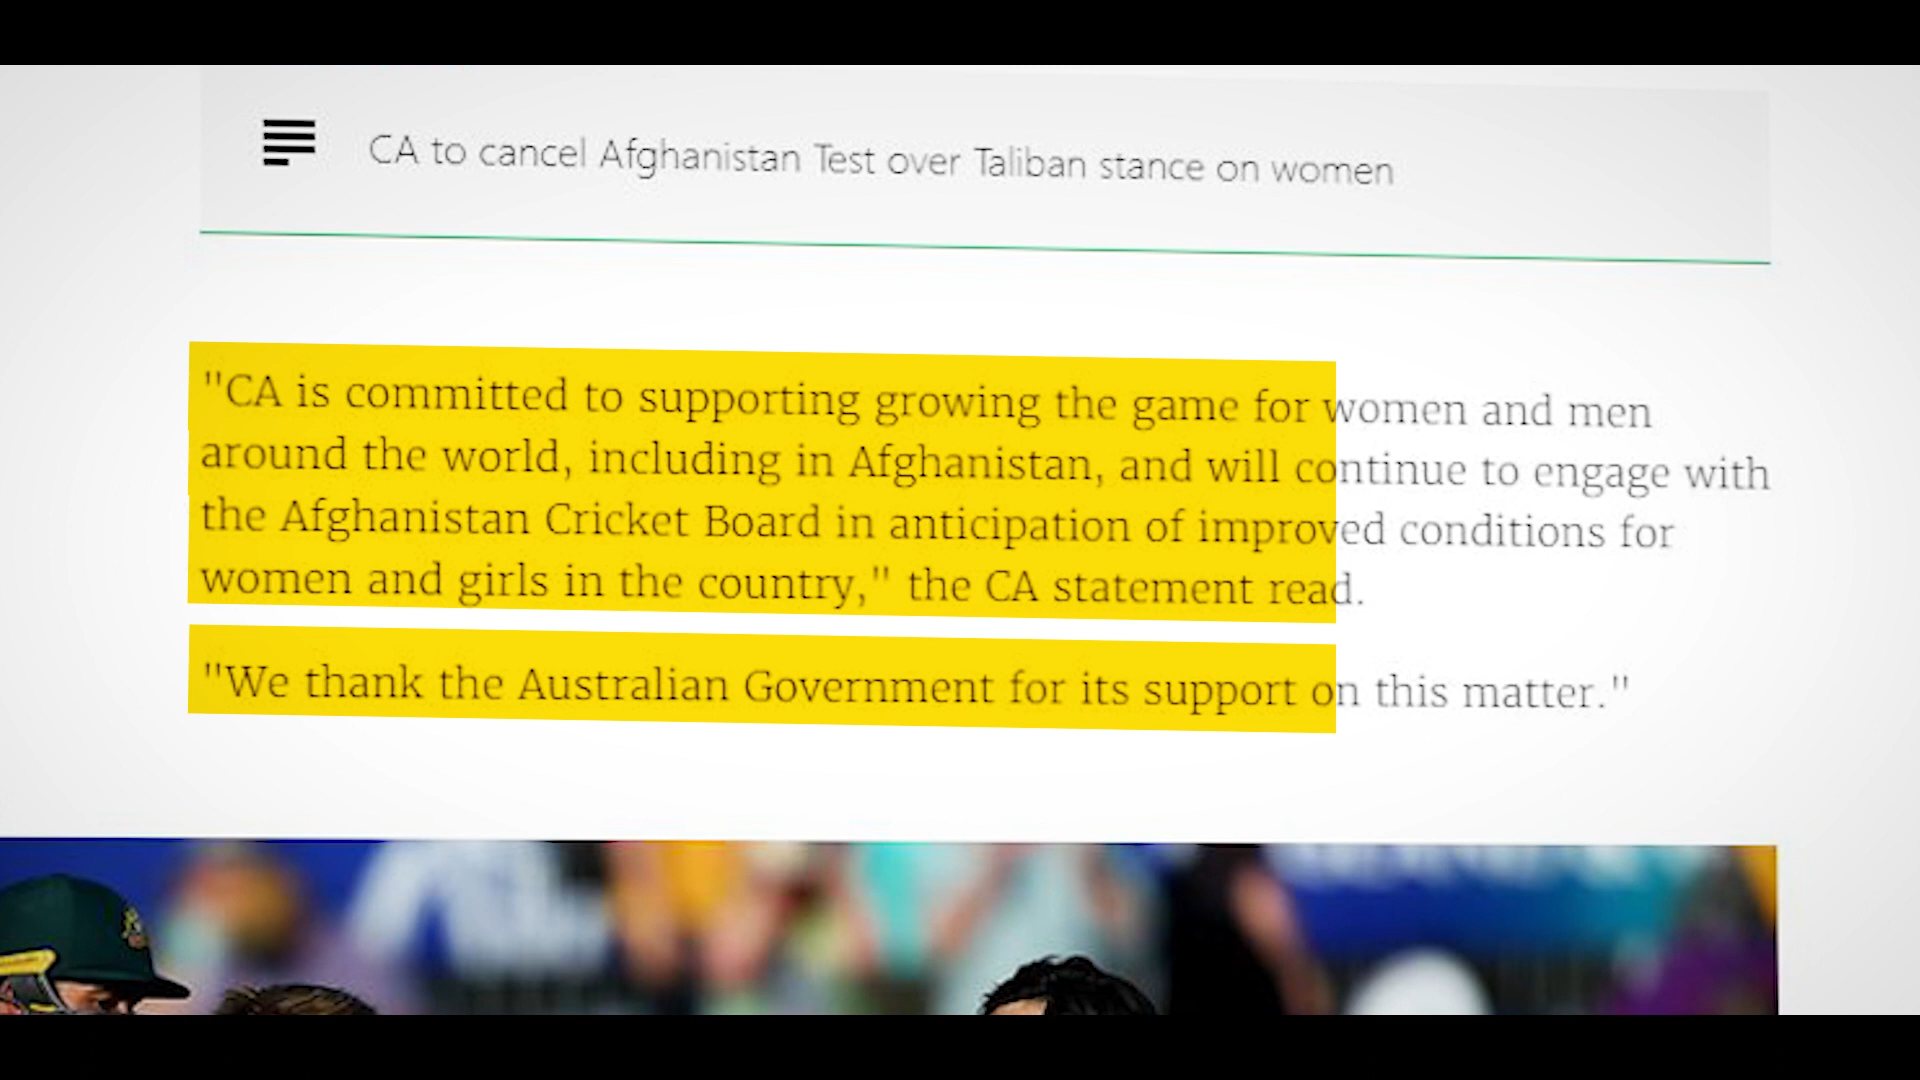 CA to cancel Afghanistan Test over Taliban stance on women
"CA is committed to supporting growing the game for women and men
around the world, including in Afghanistan, and will continue to engage with
the Afghanistan Cricket Board in anticipation of improved conditions for
women and girls in the country," the CA statement read.
"We thank the Australian Government for its support on this matter."